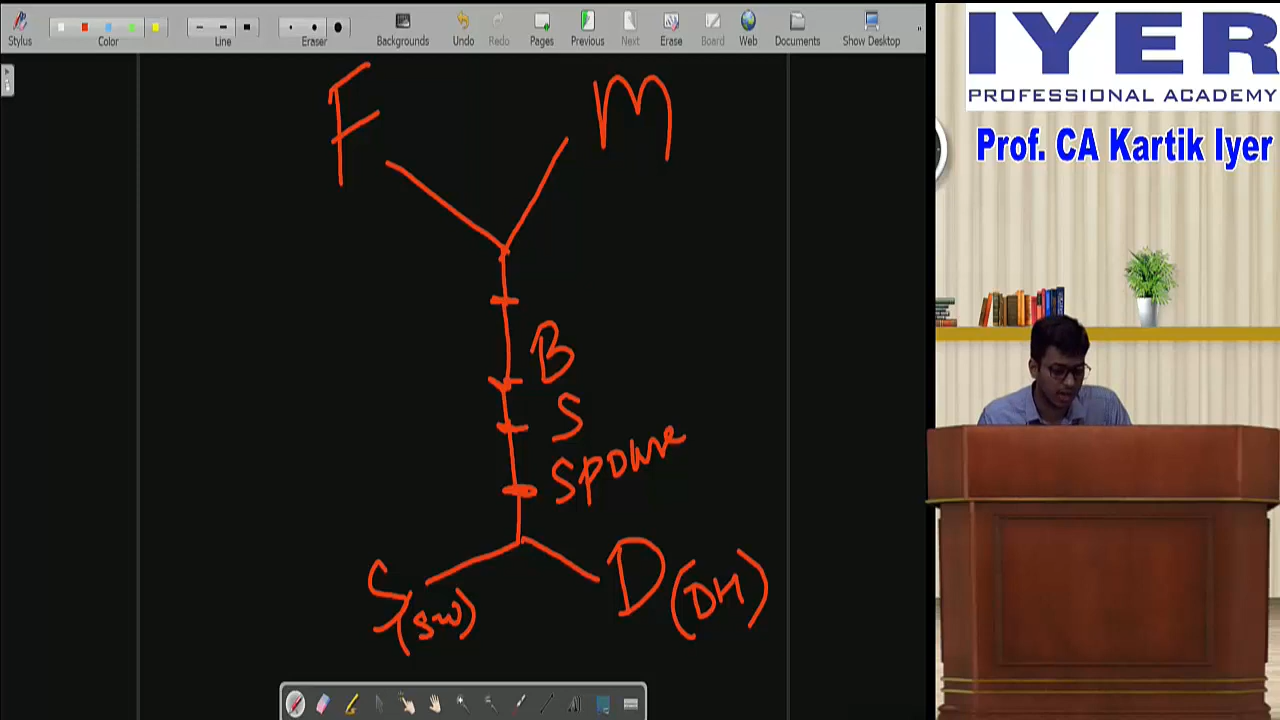 Stylus
Color
Line
Eraser
Backgrounds
Undo
Redo
Pages
Previous
Next
Erase
Board
Web
Documents
Show Desktop
IYER
PROFESSIONAL ACADEMY
Prof. CA Kartik Iyer
F M
B
S
Spouse
S(SW) D(DH)